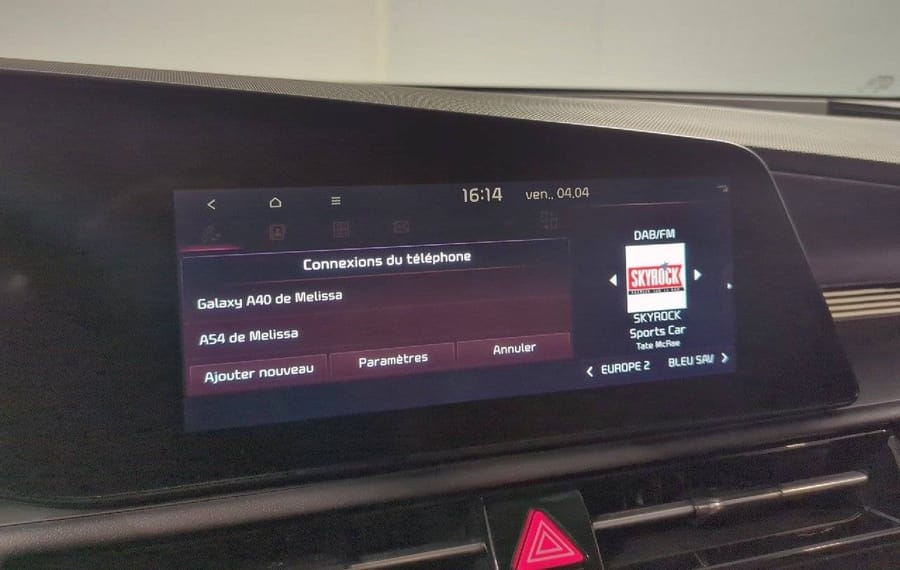 16:14 ven., 04.04
Connexions du téléphone
Galaxy A40 de Melissa
A54 de Melissa
Ajouter nouveau
Paramètres
Annuler
DAB/FM
SKYROCK
SKYROCK
Sports Car
Tate McRae
EUROPE 2
BLEU SAV